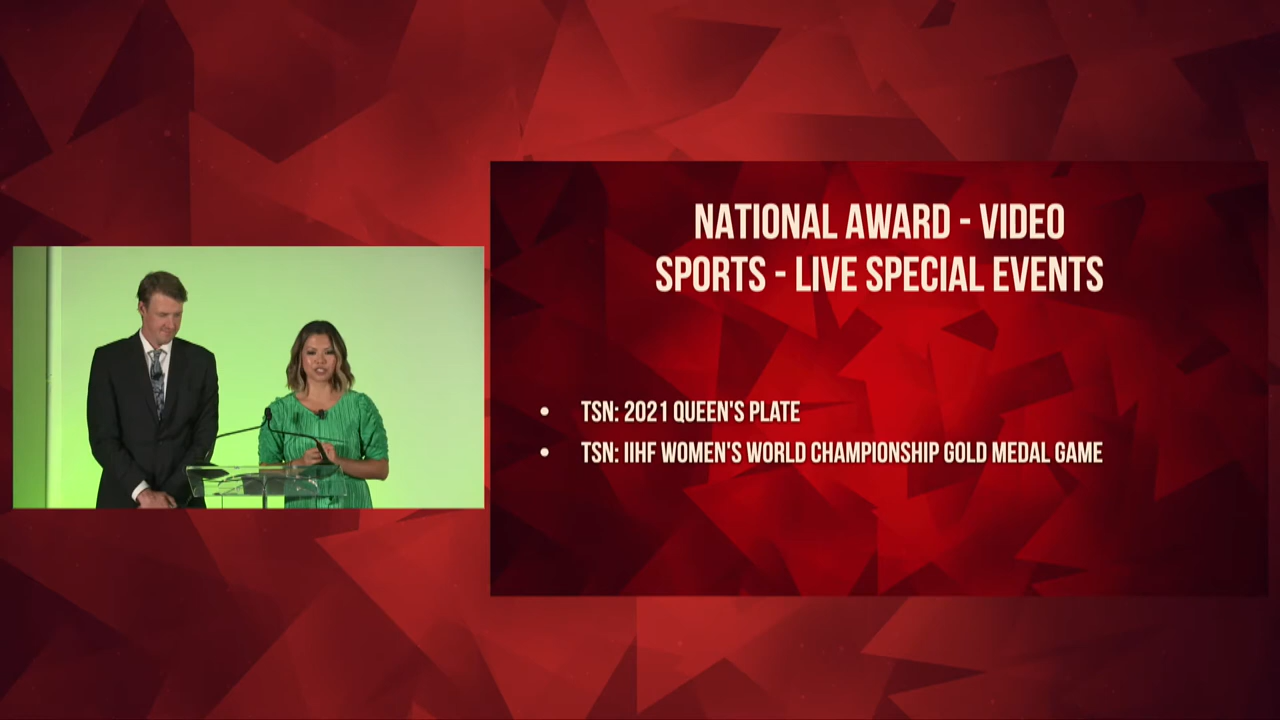 NATIONAL AWARD - VIDEO
SPORTS - LIVE SPECIAL EVENTS
• TSN: 2021 QUEEN'S PLATE
• TSN: IIHF WOMEN'S WORLD CHAMPIONSHIP GOLD MEDAL GAME